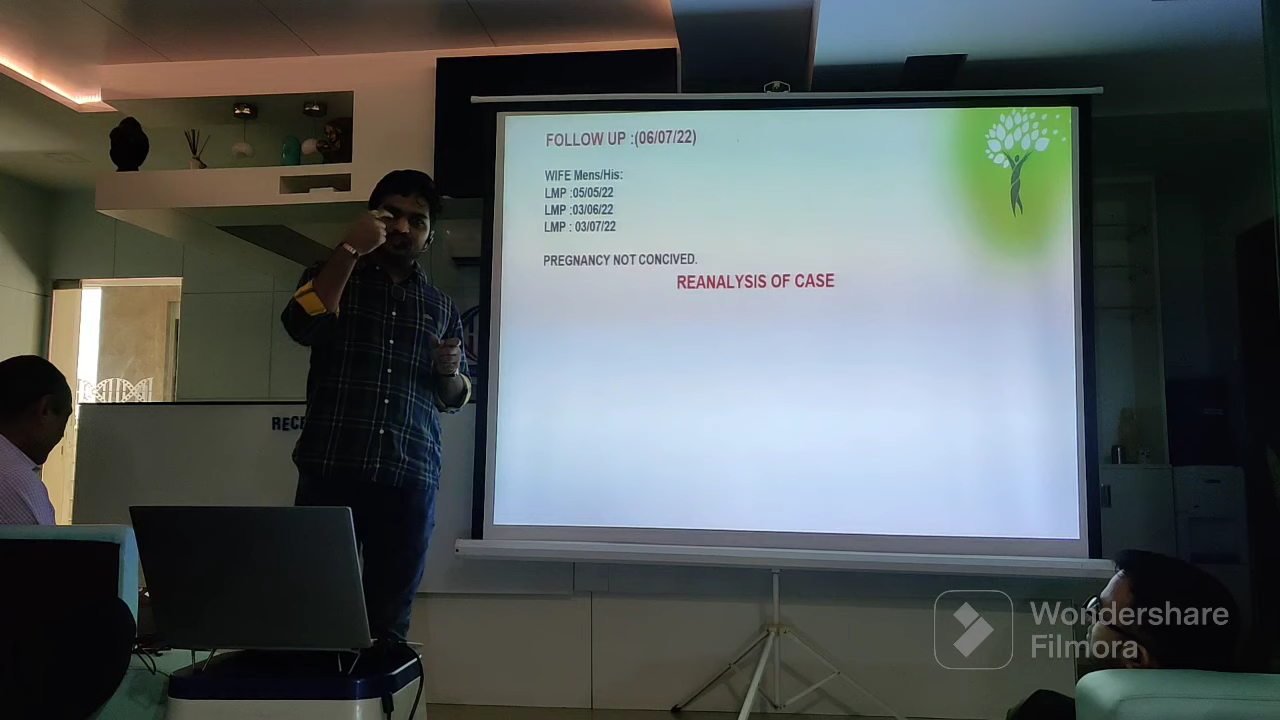 FOLLOW UP :(06/07/22)
WIFE Mens/His:
LMP :05/05/22
LMP :03/06/22
LMP : 03/07/22
PREGNANCY NOT CONCIVED.
REANALYSIS OF CASE
RECE
Wondershare
Filmora